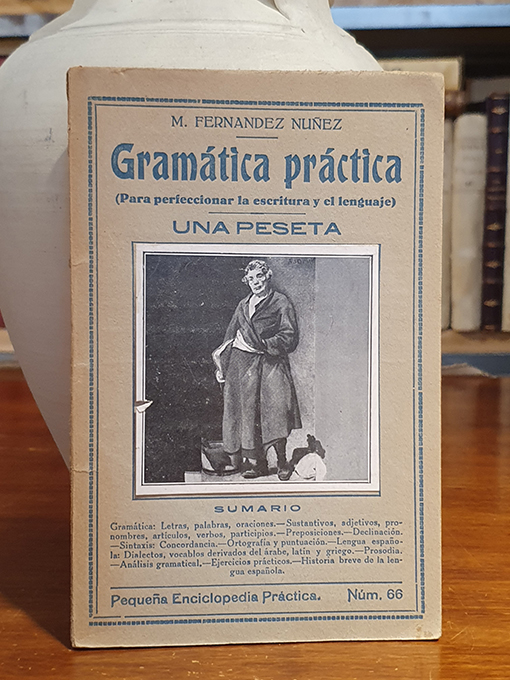 M. FERNANDEZ NUÑEZ
Gramática práctica
(Para perfeccionar la escritura y el lenguaje)
UNA PESETA
SUMARIO
Gramática: Letras, palabras, oraciones.—Sustantivos, adjetivos, pro-
nombres, artículos, verbos, participios.—Preposiciones.—Declinación.
—Sintaxis: Concordancia.—Ortografía y puntuación.—Lengua españo-
la: Dialectos, vocablos derivados del árabe, latín y griego.—Prosodia.
—Análisis gramatical.—Ejercicios prácticos.—Historia breve de la len-
gua española.
Pequeña Enciclopedia Práctica. Núm. 66